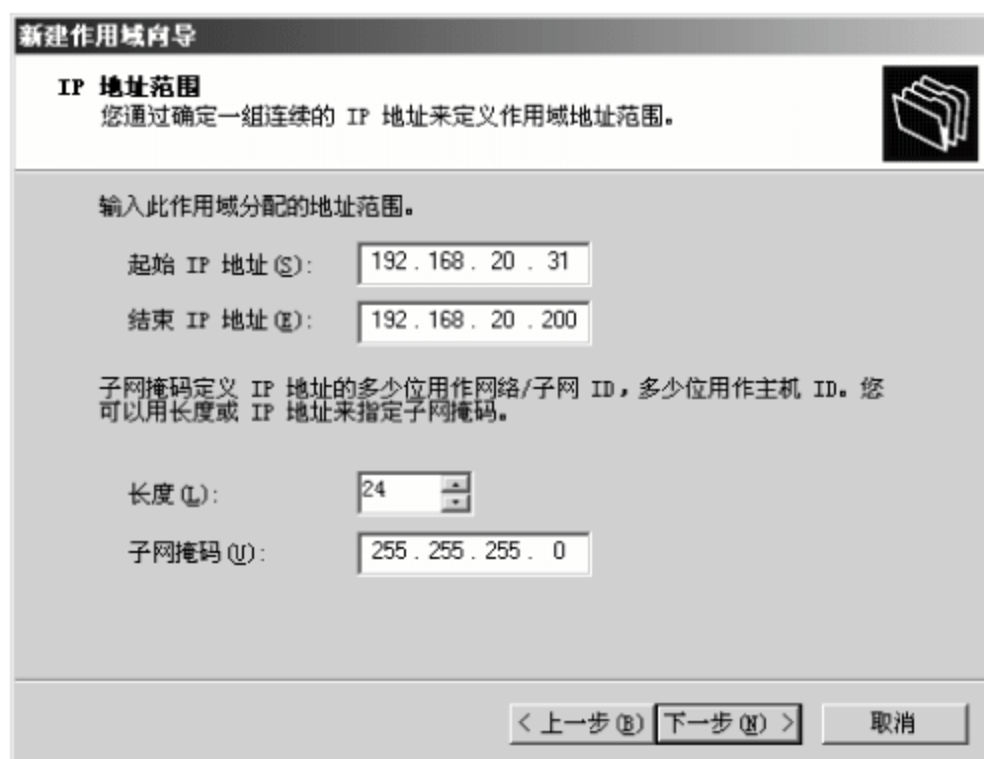 新建作用域向导
IP 地址范围
您通过确定一组连续的 IP 地址来定义作用域地址范围。
输入此作用域分配的地址范围。
起始 IP 地址(S): 192 . 168 . 20 . 31
结束 IP 地址(E): 192 . 168 . 20 . 200
子网掩码定义 IP 地址的多少位用作网络/子网 ID，多少位用作主机 ID。您
可以用长度或 IP 地址来指定子网掩码。
长度(L): 24
子网掩码(U): 255 . 255 . 255 . 0
< 上一步(B) 下一步(N) > 取消